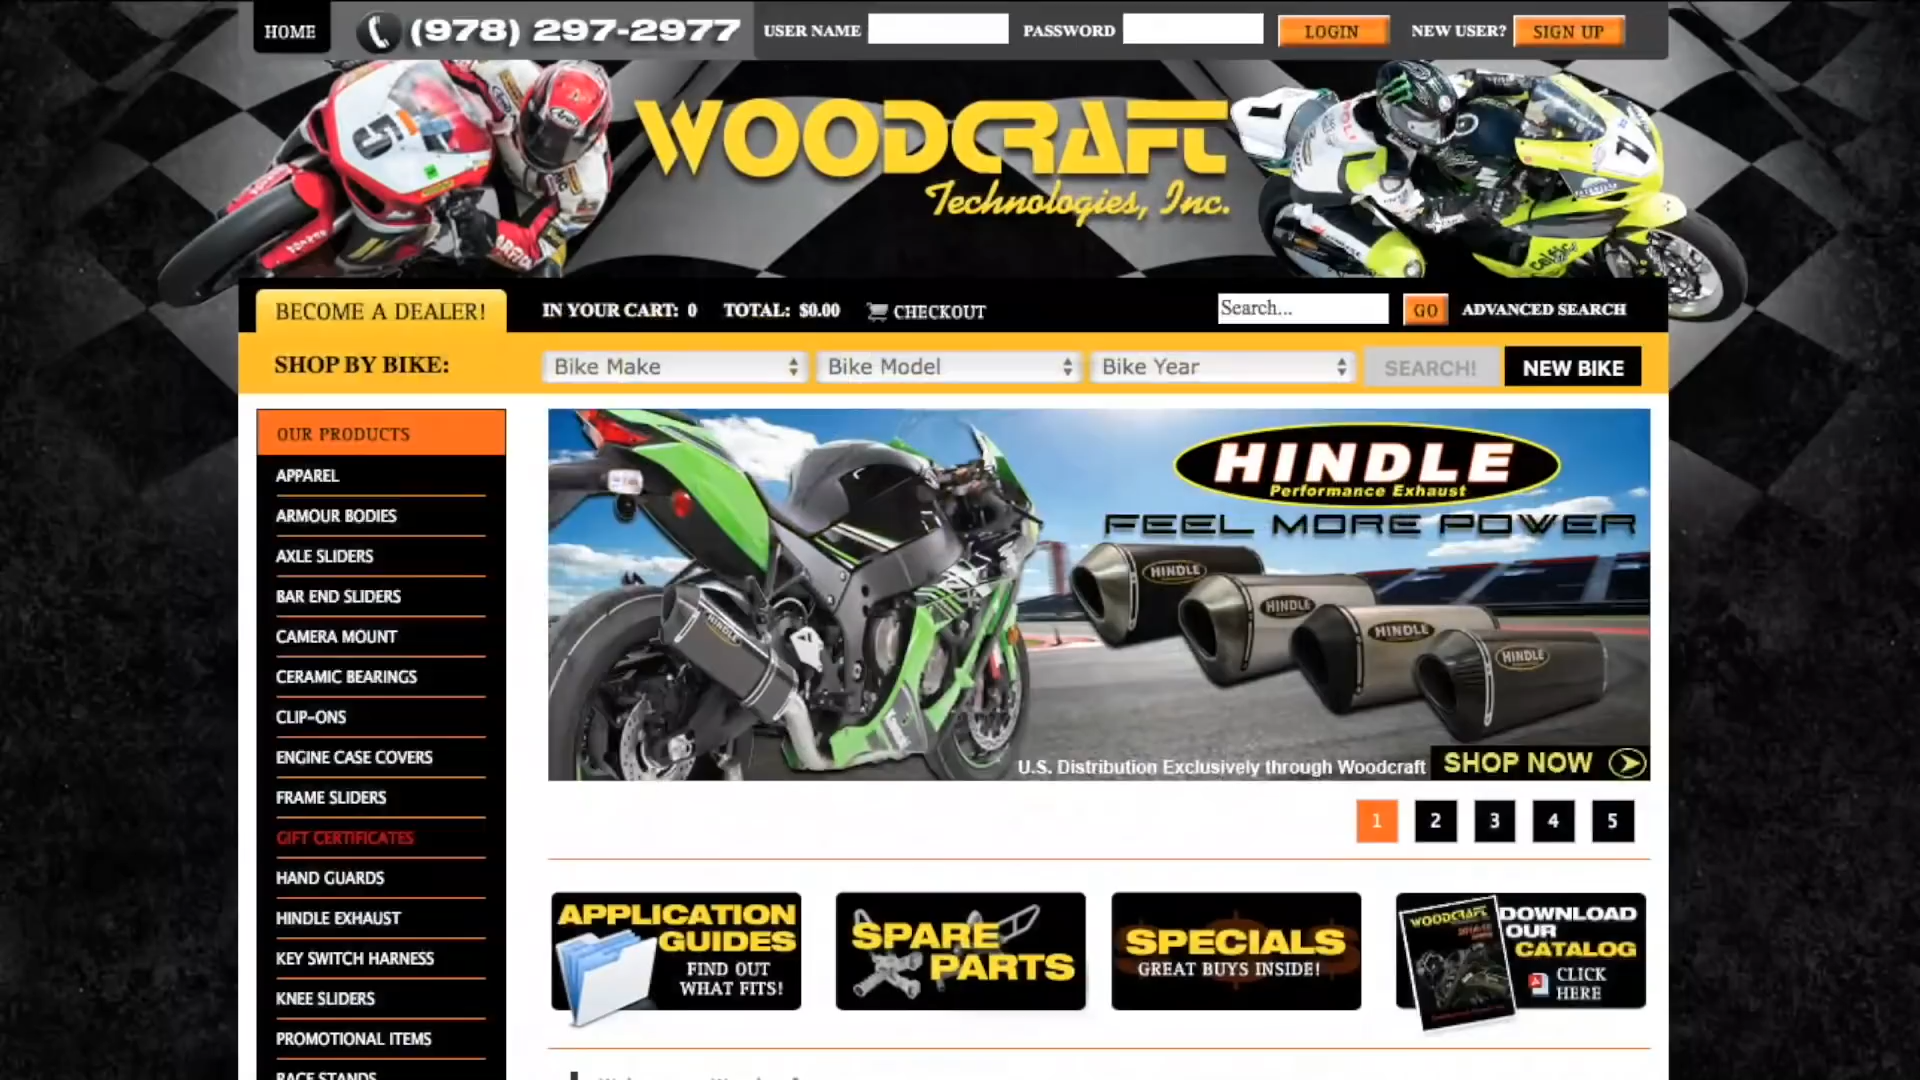 HOME
(978) 297-2977
USER NAME
PASSWORD
LOGIN
NEW USER?
SIGN UP
WOODCRAFT
Technologies, Inc.
BECOME A DEALER!
IN YOUR CART: 0
TOTAL: $0.00
CHECKOUT
Search...
GO
ADVANCED SEARCH
SHOP BY BIKE:
Bike Make
Bike Model
Bike Year
SEARCH!
NEW BIKE
OUR PRODUCTS
APPAREL
ARMOUR BODIES
AXLE SLIDERS
BAR END SLIDERS
CAMERA MOUNT
CERAMIC BEARINGS
CLIP-ONS
ENGINE CASE COVERS
FRAME SLIDERS
GIFT CERTIFICATES
HAND GUARDS
HINDLE EXHAUST
KEY SWITCH HARNESS
KNEE SLIDERS
PROMOTIONAL ITEMS
RACE STANDS
HINDLE
Performance Exhaust
FEEL MORE POWER
HINDLE
HINDLE
HINDLE
HINDLE
HINDLE
U.S. Distribution Exclusively through Woodcraft
SHOP NOW
1 2 3 4 5
APPLICATION
GUIDES
FIND OUT
WHAT FITS!
SPARE
PARTS
SPECIALS
GREAT BUYS INSIDE!
WOODCRAFT
DOWNLOAD
OUR
CATALOG
CLICK
HERE